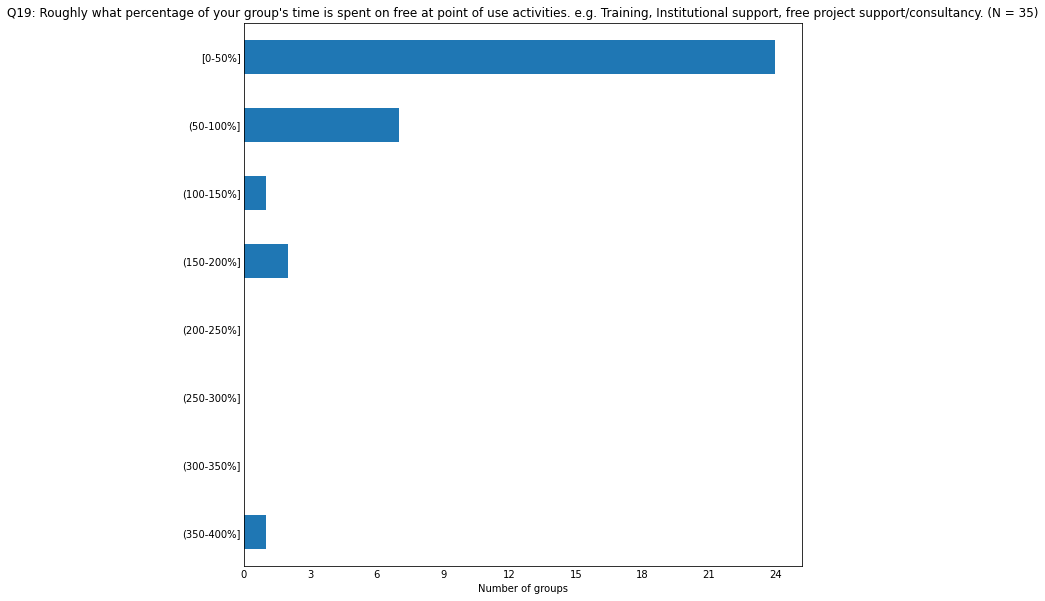 Q19: Roughly what percentage of your group's time is spent on free at point of use activities. e.g. Training, Institutional support, free project support/consultancy. (N = 35)
[0-50%]
(50-100%]
(100-150%]
(150-200%]
(200-250%]
(250-300%]
(300-350%]
(350-400%]
0 3 6 9 12 15 18 21 24
Number of groups